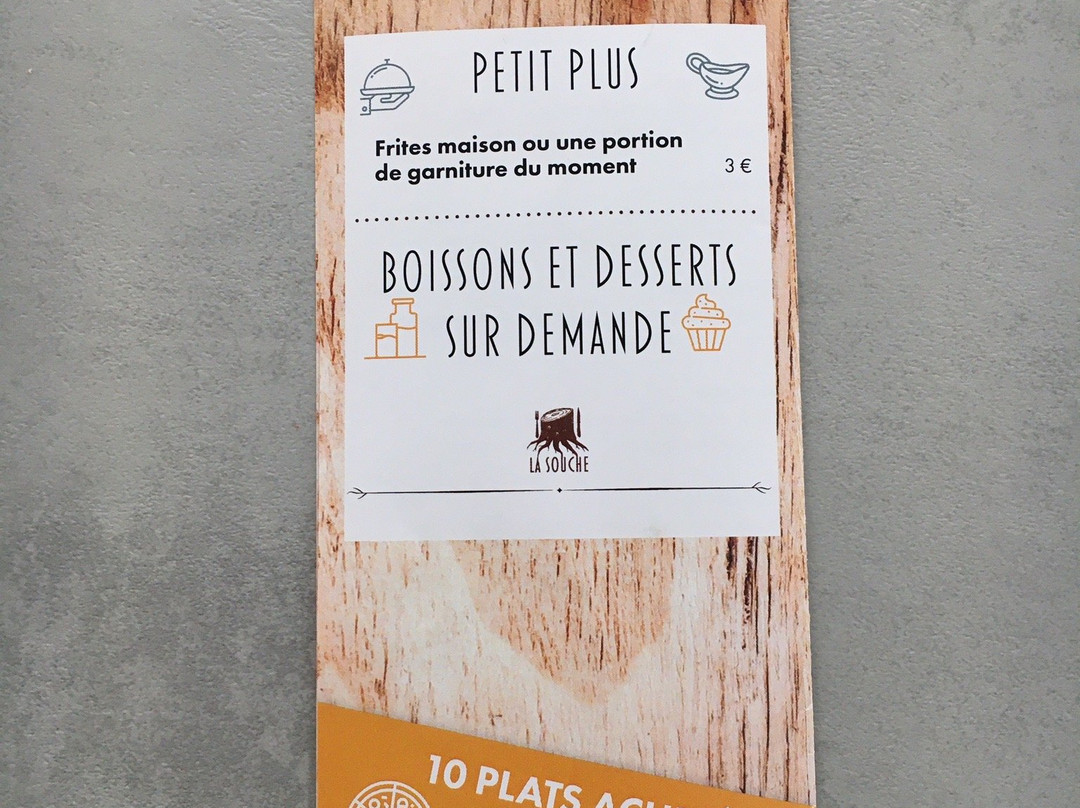 PETIT PLUS
Frites maison ou une portion
de garniture du moment 3 €
BOISSONS ET DESSERTS
SUR DEMANDE
LA SOUCHE
10 PLATS